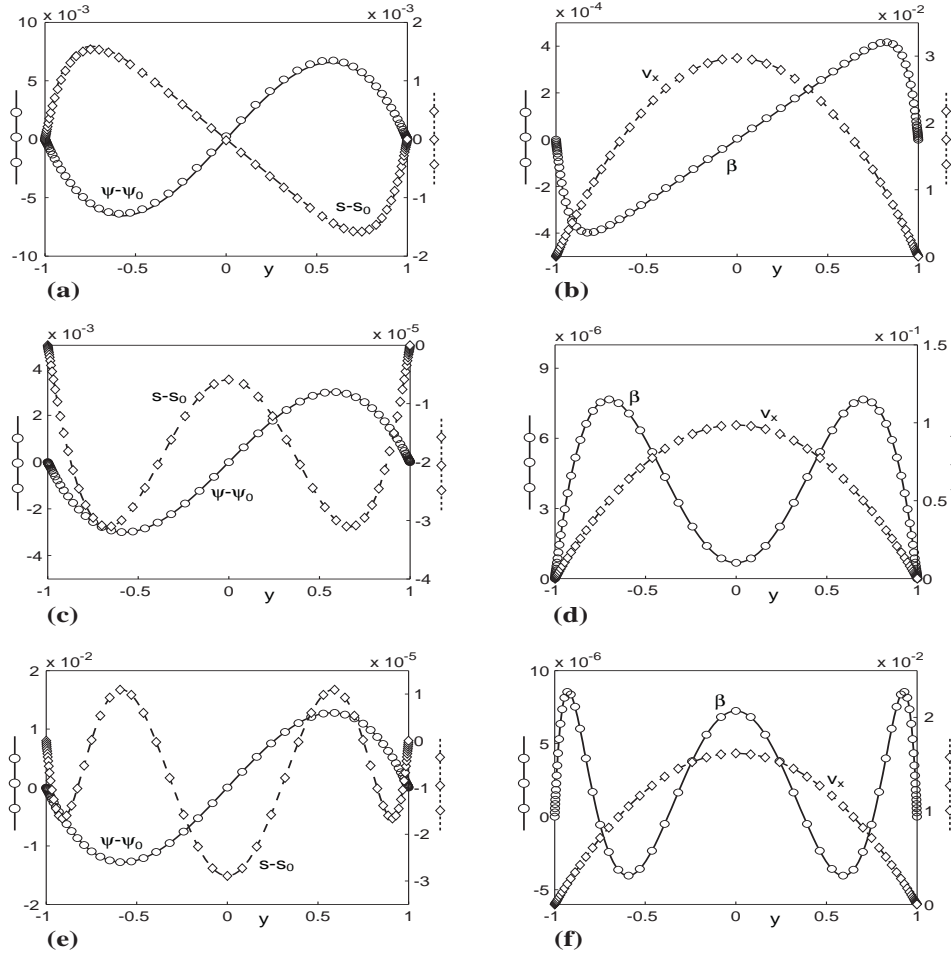 x 10⁻³ x 10⁻³
10 2
5 1
0 0
-5 -1
-10 -2
ψ-ψ₀ s-s₀
-1 -0.5 0 0.5 1
y
(a)
x 10⁻⁴ x 10⁻²
4 3
2 2
0
-2 1
-4 0
vₓ
β
-1 -0.5 0 0.5 1
y
(b)
x 10⁻³ x 10⁻⁵
4 0
2 -1
0 -2
-2 -3
-4 -4
s-s₀
ψ-ψ₀
-1 -0.5 0 0.5 1
y
(c)
x 10⁻⁶ x 10⁻¹
9 1.5
6 1
3 0.5
0 0
β vₓ
-1 -0.5 0 0.5 1
y
(d)
x 10⁻² x 10⁻⁵
2 1
1 0
0 -1
-1 -2
-2 -3
ψ-ψ₀
s-s₀
-1 -0.5 0 0.5 1
y
(e)
x 10⁻⁶ x 10⁻²
10 2
5 1
0 0
-5
β
vₓ
-1 -0.5 0 0.5 1
y
(f)